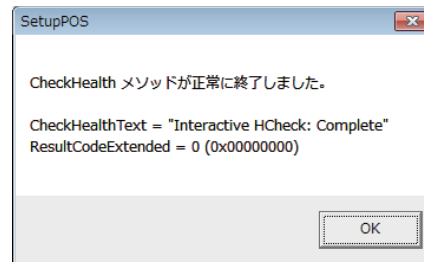 SetupPOS
CheckHealth メソッドが正常に終了しました。
CheckHealthText = "Interactive HCheck: Complete"
ResultCodeExtended = 0 (0x00000000)
OK